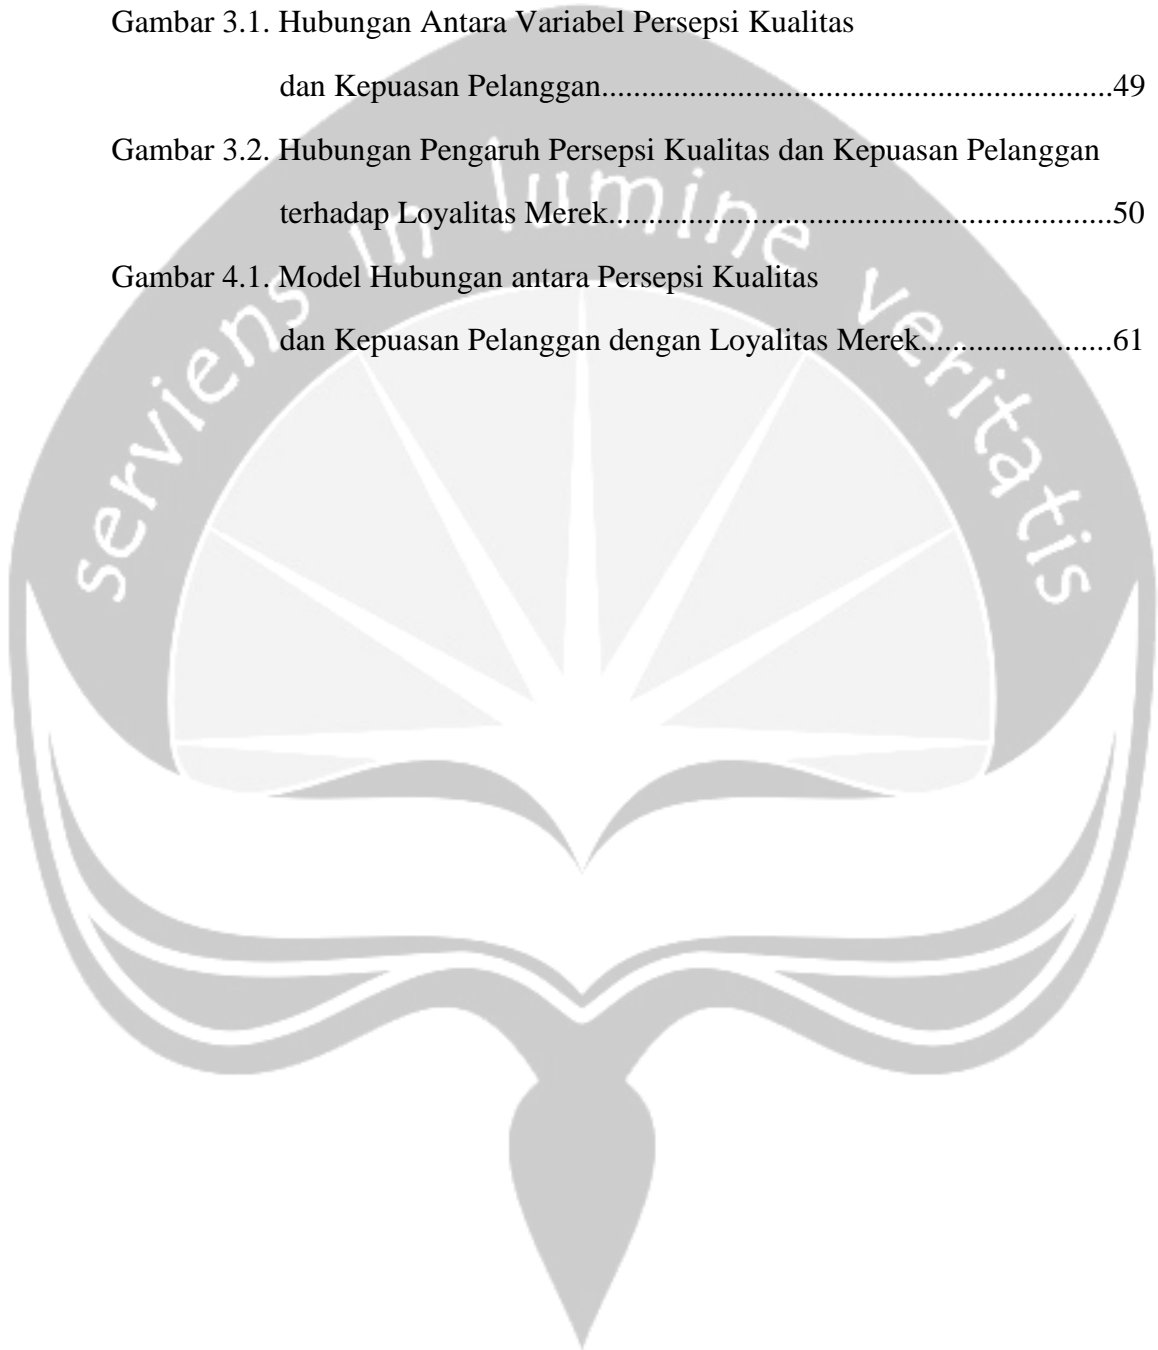 Gambar 3.1. Hubungan Antara Variabel Persepsi Kualitas
dan Kepuasan Pelanggan...............................................................49
Gambar 3.2. Hubungan Pengaruh Persepsi Kualitas dan Kepuasan Pelanggan
terhadap Loyalitas Merek.................................................................50
Gambar 4.1. Model Hubungan antara Persepsi Kualitas
dan Kepuasan Pelanggan dengan Loyalitas Merek.......................61
serviens in lumine veritatis